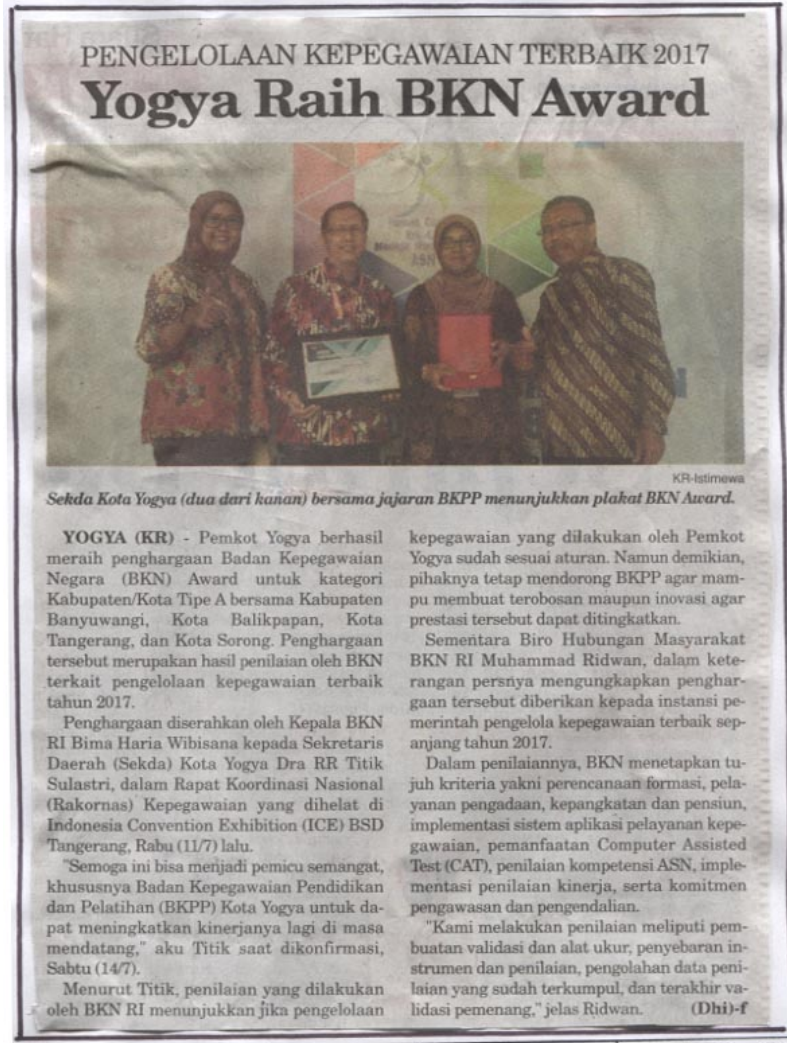 PENGELOLAAN KEPEGAWAIAN TERBAIK 2017
Yogya Raih BKN Award
ASN
KR-Istimewa
Sekda Kota Yogya (dua dari kanan) bersama jajaran BKPP menunjukkan plakat BKN Award.
YOGYA (KR) - Pemkot Yogya berhasil
meraih penghargaan Badan Kepegawaian
Negara (BKN) Award untuk kategori
Kabupaten/Kota Tipe A bersama Kabupaten
Banyuwangi, Kota Balikpapan, Kota
Tangerang, dan Kota Sorong. Penghargaan
tersebut merupakan hasil penilaian oleh BKN
terkait pengelolaan kepegawaian terbaik
tahun 2017.
Penghargaan diserahkan oleh Kepala BKN
RI Bima Haria Wibisana kepada Sekretaris
Daerah (Sekda) Kota Yogya Dra RR Titik
Sulastri, dalam Rapat Koordinasi Nasional
(Rakornas) Kepegawaian yang dihelat di
Indonesia Convention Exhibition (ICE) BSD
Tangerang, Rabu (11/7) lalu.
"Semoga ini bisa menjadi pemicu semangat,
khususnya Badan Kepegawaian Pendidikan
dan Pelatihan (BKPP) Kota Yogya untuk da-
pat meningkatkan kinerjanya lagi di masa
mendatang," aku Titik saat dikonfirmasi,
Sabtu (14/7).
Menurut Titik, penilaian yang dilakukan
oleh BKN RI menunjukkan jika pengelolaan
kepegawaian yang dilakukan oleh Pemkot
Yogya sudah sesuai aturan. Namun demikian,
pihaknya tetap mendorong BKPP agar mam-
pu membuat terobosan maupun inovasi agar
prestasi tersebut dapat ditingkatkan.
Sementara Biro Hubungan Masyarakat
BKN RI Muhammad Ridwan, dalam kete-
rangan persnya mengungkapkan penghar-
gaan tersebut diberikan kepada instansi pe-
merintah pengelola kepegawaian terbaik sep-
anjang tahun 2017.
Dalam penilaiannya, BKN menetapkan tu-
juh kriteria yakni perencanaan formasi, pela-
yanan pengadaan, kepangkatan dan pensiun,
implementasi sistem aplikasi pelayanan kepe-
gawaian, pemanfaatan Computer Assisted
Test (CAT), penilaian kompetensi ASN, imple-
mentasi penilaian kinerja, serta komitmen
pengawasan dan pengendalian.
"Kami melakukan penilaian meliputi pem-
buatan validasi dan alat ukur, penyebaran in-
strumen dan penilaian, pengolahan data peni-
laian yang sudah terkumpul, dan terakhir va-
lidasi pemenang," jelas Ridwan. (Dhi)-f